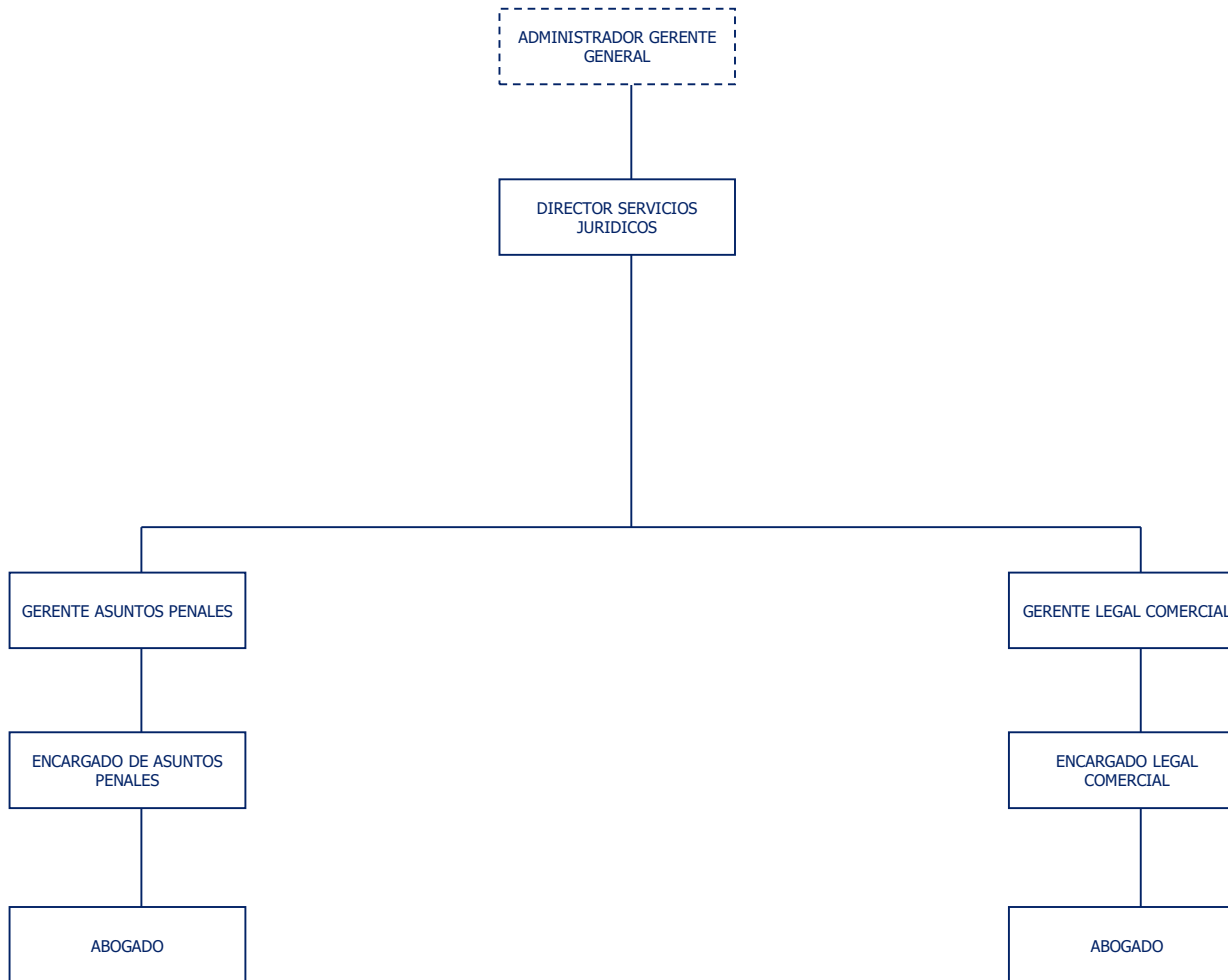 ADMINISTRADOR GERENTE
GENERAL
DIRECTOR SERVICIOS
JURIDICOS
GERENTE ASUNTOS PENALES
GERENTE LEGAL COMERCIAL
ENCARGADO DE ASUNTOS
PENALES
ENCARGADO LEGAL
COMERCIAL
ABOGADO
ABOGADO